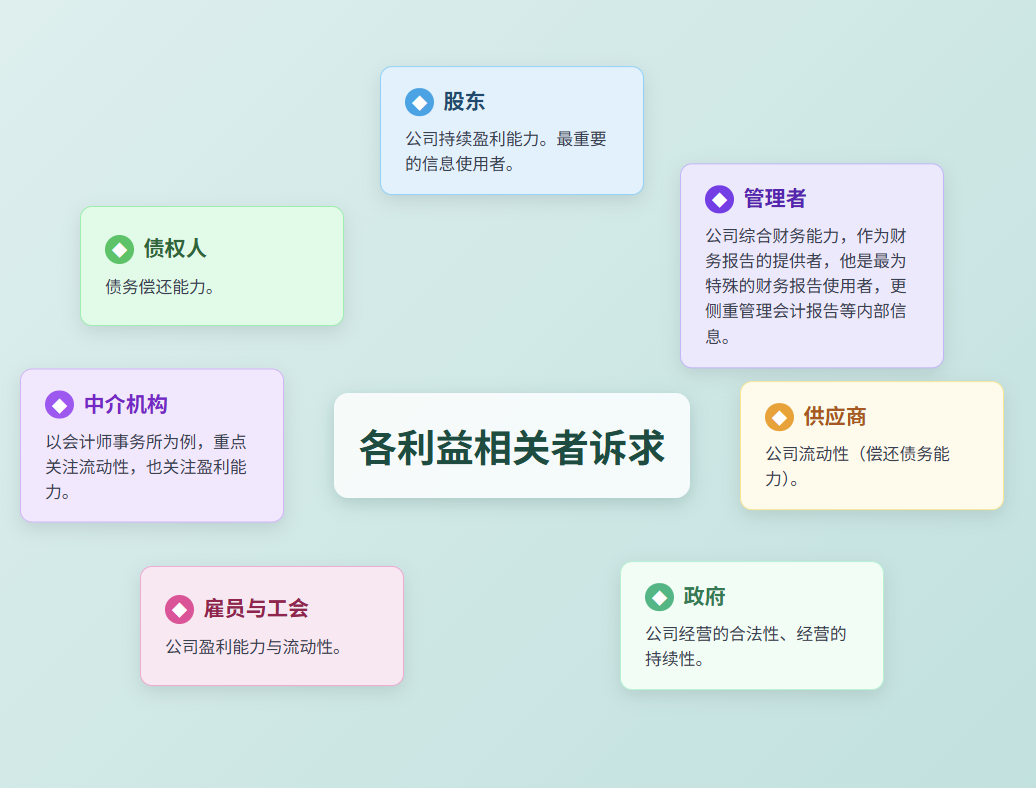 股东
公司持续盈利能力。最重要
的信息使用者。
管理者
公司综合财务能力，作为财
务报告的提供者，他是最为
特殊的财务报告使用者，更
侧重管理会计报告等内部信
息。
债权人
债务偿还能力。
中介机构
以会计师事务所为例，重点
关注流动性，也关注盈利能
力。
各利益相关者诉求
供应商
公司流动性（偿还债务能
力）。
雇员与工会
公司盈利能力与流动性。
政府
公司经营的合法性、经营的
持续性。